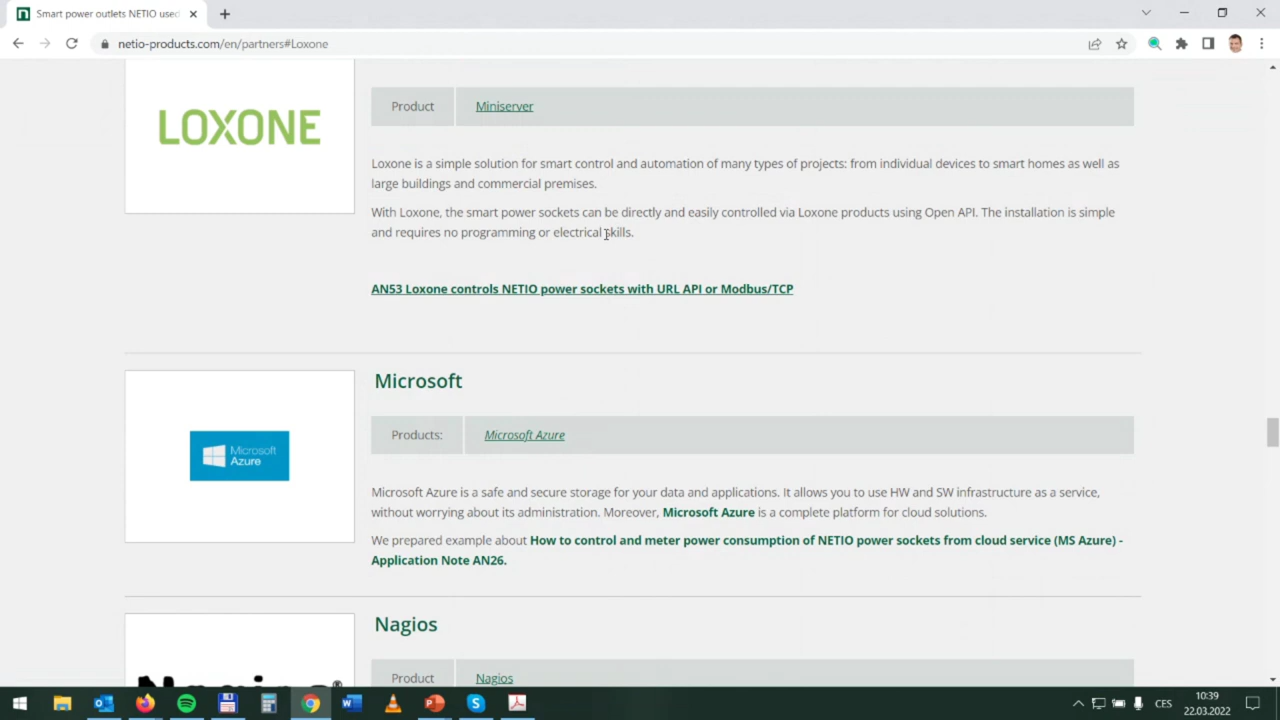 Smart power outlets NETIO used
netio-products.com/en/partners#Loxone
LOXONE
Product Miniserver
Loxone is a simple solution for smart control and automation of many types of projects: from individual devices to smart homes as well as
large buildings and commercial premises.
With Loxone, the smart power sockets can be directly and easily controlled via Loxone products using Open API. The installation is simple
and requires no programming or electrical skills.
AN53 Loxone controls NETIO power sockets with URL API or Modbus/TCP
Microsoft
Products: Microsoft Azure
Microsoft
Azure
Microsoft Azure is a safe and secure storage for your data and applications. It allows you to use HW and SW infrastructure as a service,
without worrying about its administration. Moreover, Microsoft Azure is a complete platform for cloud solutions.
We prepared example about How to control and meter power consumption of NETIO power sockets from cloud service (MS Azure) -
Application Note AN26.
Nagios
Product Nagios
Nagios®
CES
10:39
22.03.2022